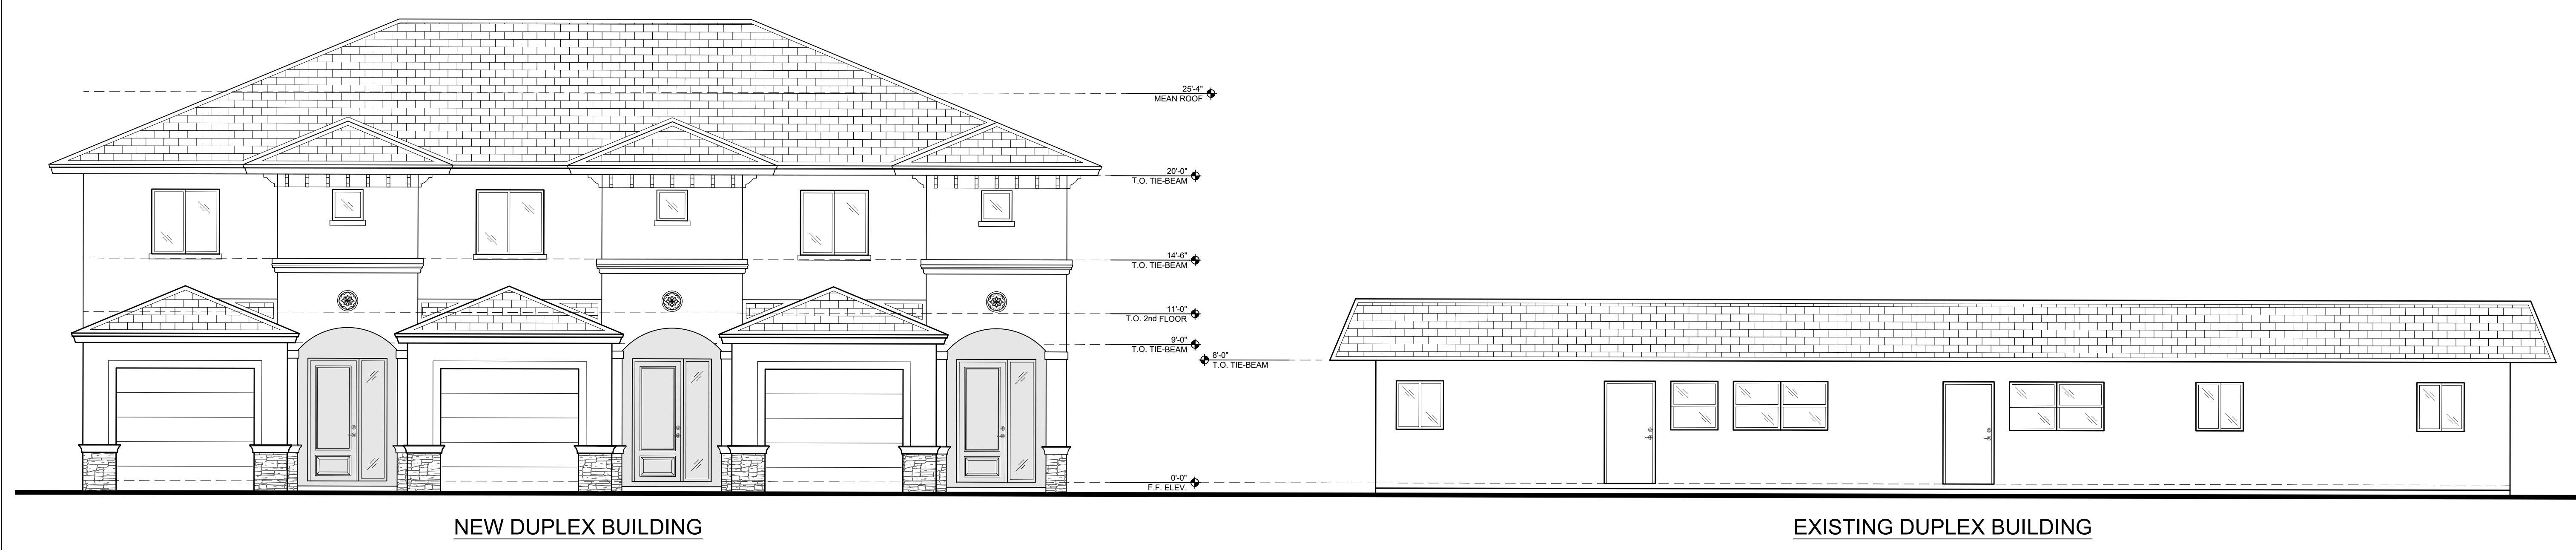 25'-4"
MEAN ROOF
20'-0"
T.O. TIE-BEAM
14'-6"
T.O. TIE-BEAM
11'-0"
T.O. 2nd FLOOR
9'-0"
T.O. TIE-BEAM
8'-0"
T.O. TIE-BEAM
0'-0"
F.F. ELEV.
NEW DUPLEX BUILDING
EXISTING DUPLEX BUILDING